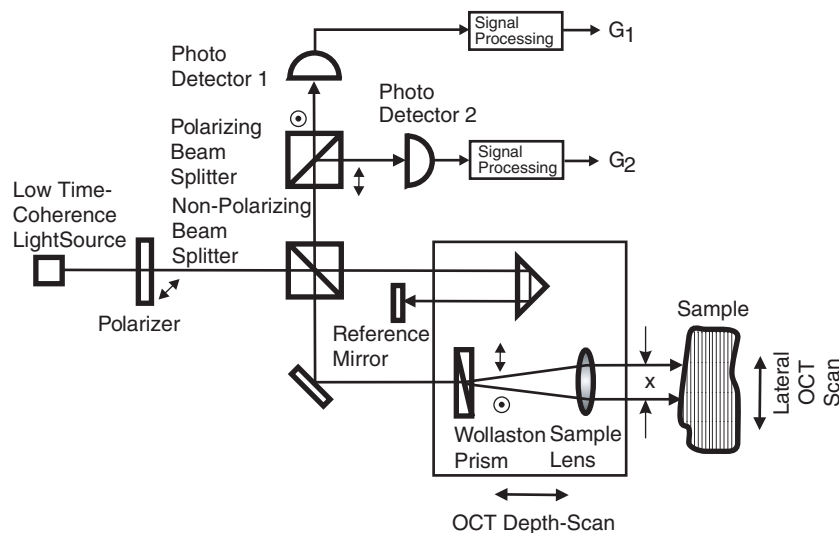 Signal
Processing
G1
Photo
Detector 1
Photo
Detector 2
Polarizing
Beam
Splitter
Signal
Processing
G2
Low Time-
Coherence
LightSource
Non-Polarizing
Beam
Splitter
Polarizer
Reference
Mirror
Sample
x
Lateral
OCT
Scan
Wollaston
Prism
Sample
Lens
OCT Depth-Scan